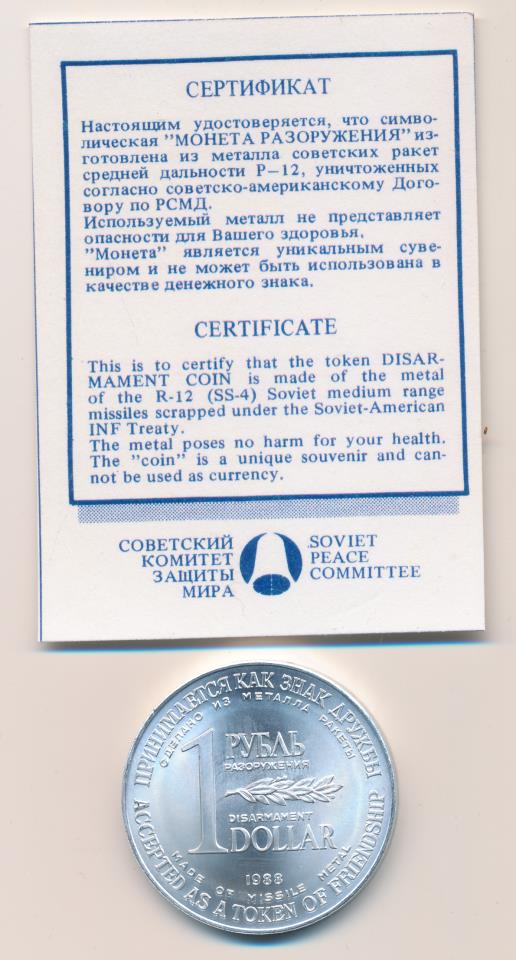 СЕРТИФИКАТ
Настоящим удостоверяется, что симво-
лическая "МОНЕТА РАЗОРУЖЕНИЯ" из-
готовлена из металла советских ракет
средней дальности Р—12, уничтоженных
согласно советско-американскому Дого-
вору по РСМД.
Используемый металл не представляет
опасности для Вашего здоровья,
"Монета" является уникальным суве-
ниром и не может быть использована в
качестве денежного знака.
CERTIFICATE
This is to certify that the token DISAR-
MAMENT COIN is made of the metal
of the R-12 (SS-4) Soviet medium range
missiles scrapped under the Soviet-American
INF Treaty.
The metal poses no harm for your health.
The "coin" is a unique souvenir and can-
not be used as currency.
СОВЕТСКИЙ
КОМИТЕТ
ЗАЩИТЫ
МИРА
SOVIET
PEACE
COMMITTEE
ПРИНИМАЕТСЯ КАК ЗНАК ДРУЖБЫ
СДЕЛАНО ИЗ МЕТАЛЛА РАКЕТЫ
1
РУБЛЬ
РАЗОРУЖЕНИЯ
DISARMAMENT
DOLLAR
1988
MADE OF MISSILE METAL
ACCEPTED AS A TOKEN OF FRIENDSHIP